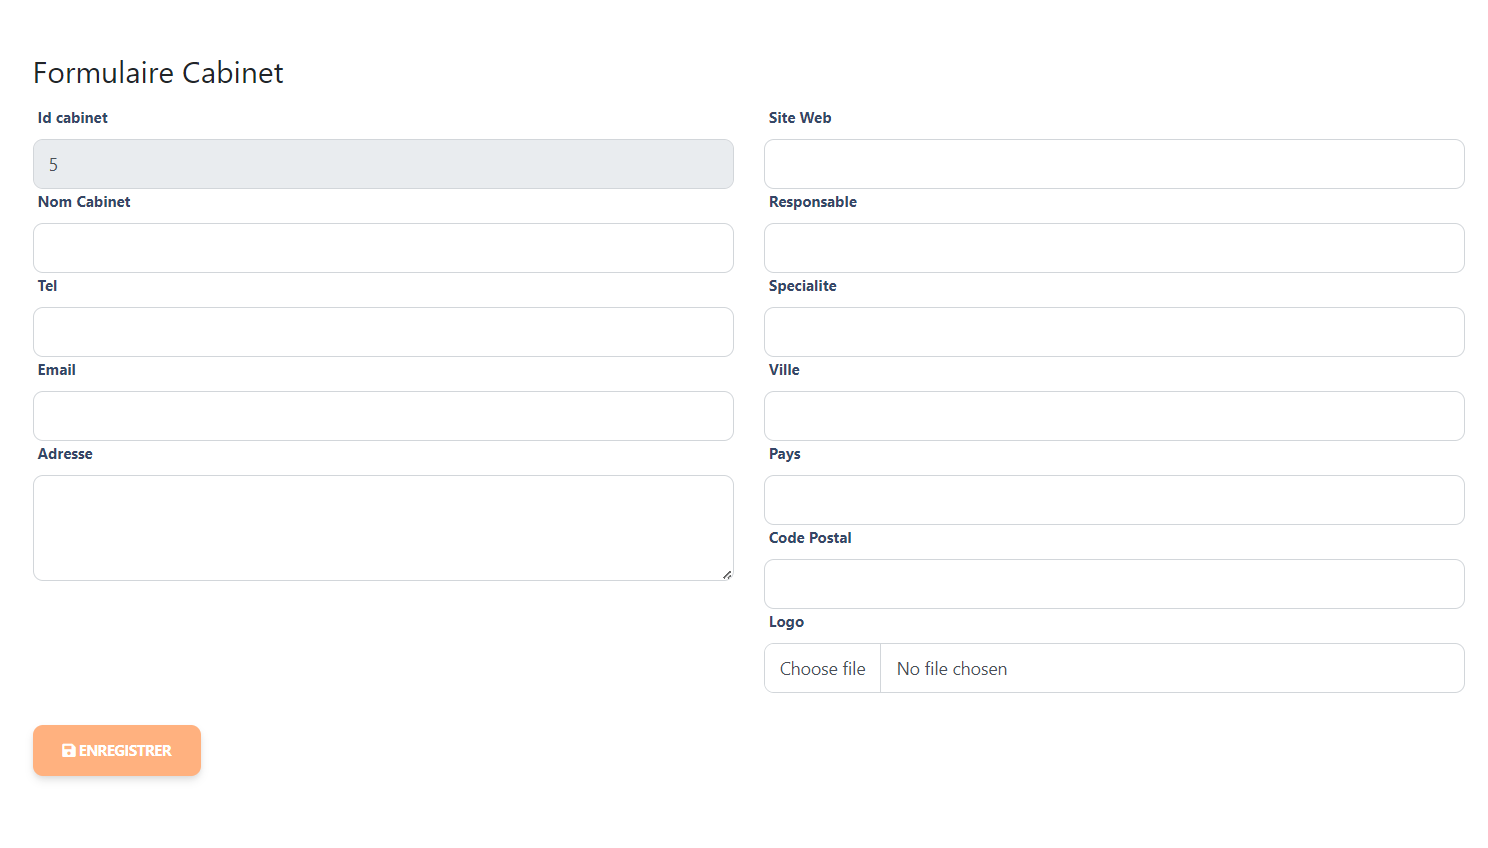 Formulaire Cabinet
Id cabinet
5
Nom Cabinet
Tel
Email
Adresse
Site Web
Responsable
Specialite
Ville
Pays
Code Postal
Logo
Choose file No file chosen
ENREGISTRER